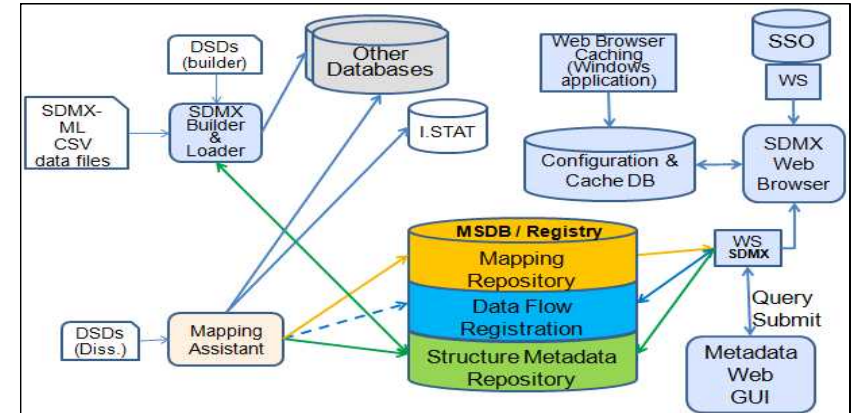 DSDs
(builder)
Other
Databases
Web Browser
Caching
(Windows
application)
SSO
WS
SDMX-
ML
CSV
data files
SDMX
Builder
&
Loader
I.STAT
Configuration &
Cache DB
SDMX
Web
Browser
MSDB / Registry
Mapping
Repository
WS
SDMX
Data Flow
Registration
Query
Submit
DSDs
(Diss.)
Mapping
Assistant
Structure Metadata
Repository
Metadata
Web
GUI